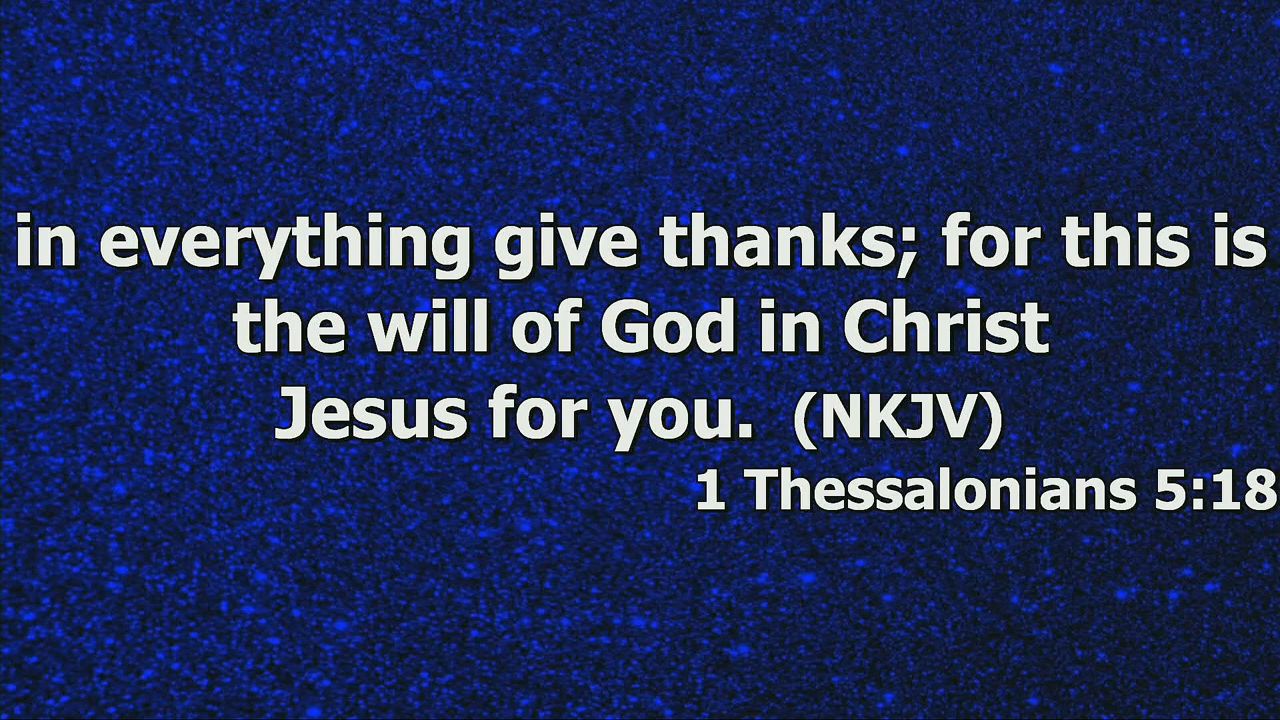 in everything give thanks; for this is
the will of God in Christ
Jesus for you.  (NKJV)
1 Thessalonians 5:18